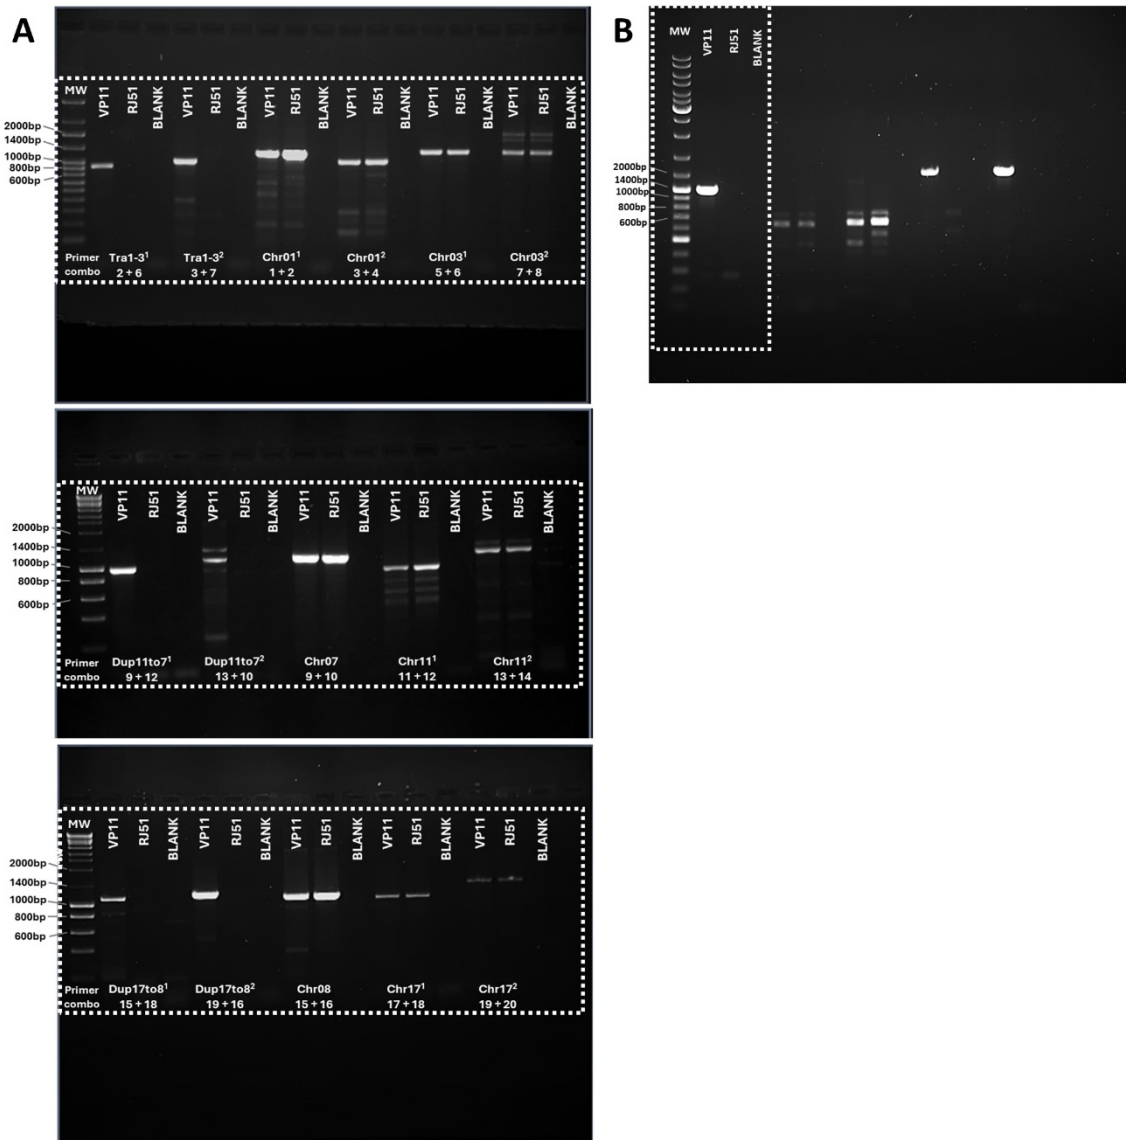 A
MW
VP11
RJ51
BLANK
VP11
RJ51
BLANK
VP11
RJ51
BLANK
VP11
RJ51
BLANK
VP11
RJ51
BLANK
VP11
RJ51
BLANK
2000bp
1400bp
1000bp
800bp
600bp
Primer combo
Tra1-3¹
2 + 6
Tra1-3²
3 + 7
Chr01¹
1 + 2
Chr01²
3 + 4
Chr03¹
5 + 6
Chr03²
7 + 8
MW
VP11
RJ51
BLANK
VP11
RJ51
BLANK
VP11
RJ51
BLANK
VP11
RJ51
BLANK
VP11
RJ51
BLANK
2000bp
1400bp
1000bp
800bp
600bp
Primer combo
Dup11to7¹
9 + 12
Dup11to7²
13 + 10
Chr07
9 + 10
Chr11¹
11 + 12
Chr11²
13 + 14
MW
VP11
RJ51
BLANK
VP11
RJ51
BLANK
VP11
RJ51
BLANK
VP11
RJ51
BLANK
VP11
RJ51
BLANK
2000bp
1400bp
1000bp
800bp
600bp
Primer combo
Dup17to8¹
15 + 18
Dup17to8²
19 + 16
Chr08
15 + 16
Chr17¹
17 + 18
Chr17²
19 + 20
B
MW
VP11
RJ51
BLANK
2000bp
1400bp
1000bp
800bp
600bp